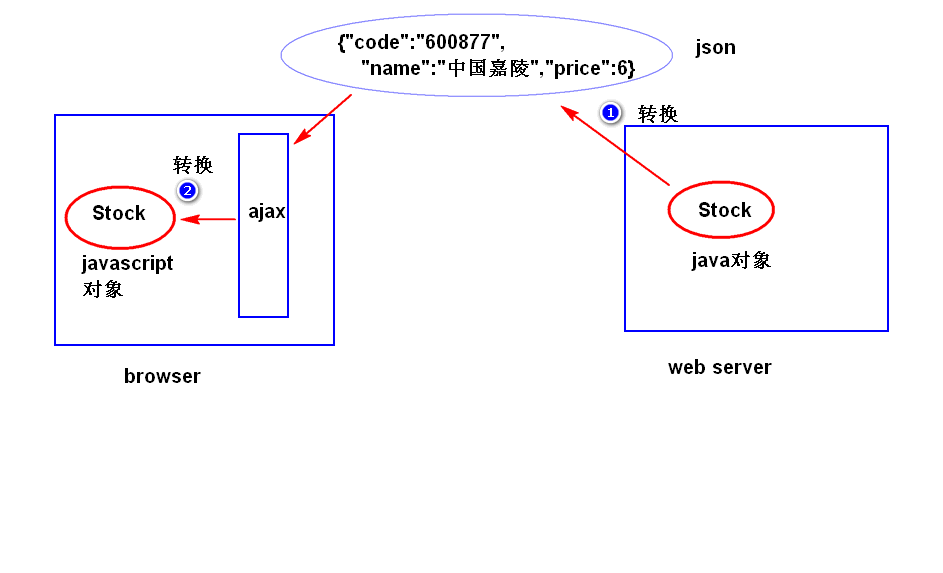 {"code":"600877",
"name":"中国嘉陵","price":6}
json
1 转换
转换
2
Stock
ajax
javascript
对象
browser
Stock
java对象
web server